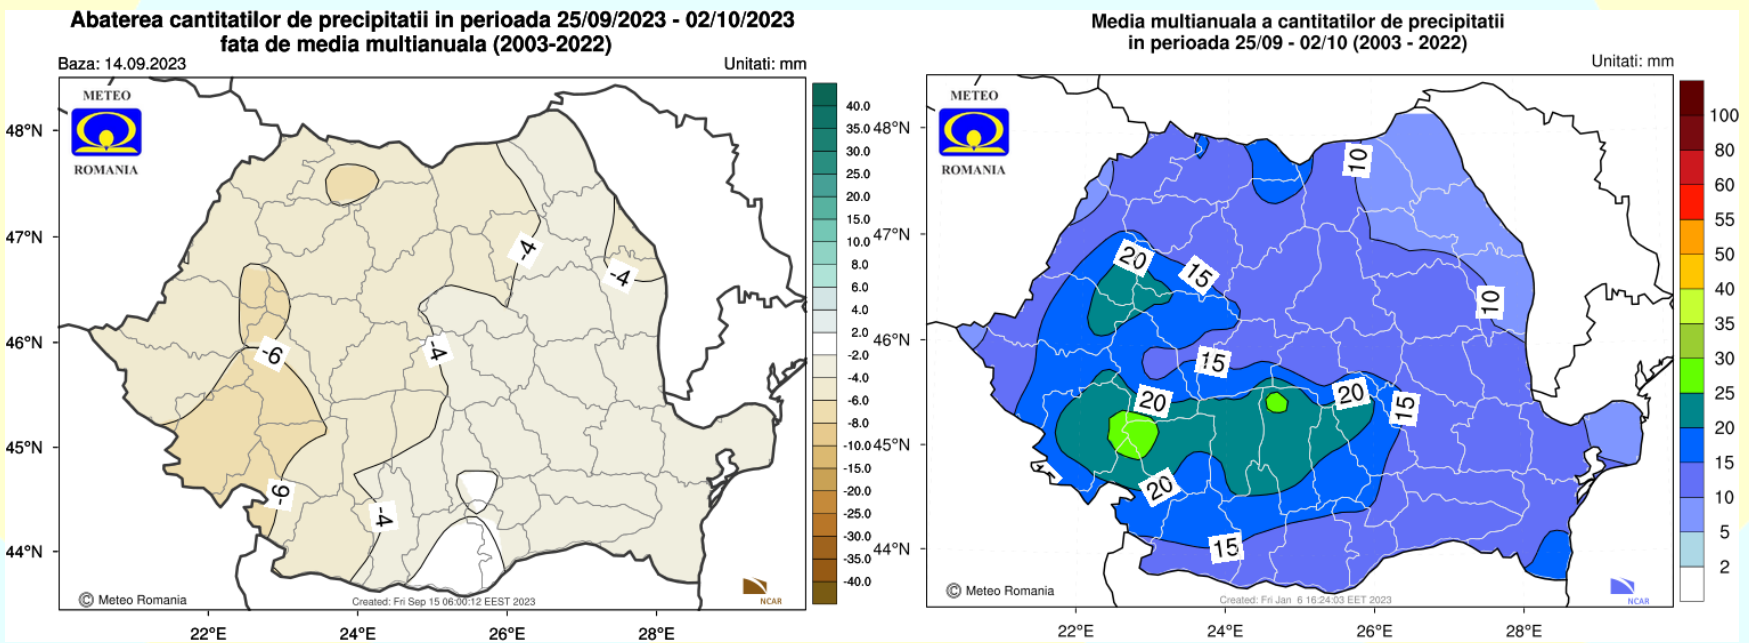 Abaterea cantitatilor de precipitatii in perioada 25/09/2023 - 02/10/2023
fata de media multianuala (2003-2022)
Baza: 14.09.2023
Unitati: mm
METEO
ROMANIA
48°N
47°N
46°N
45°N
44°N
-4
-4
-4
-6
-6
-4
40.0
35.0
30.0
25.0
20.0
15.0
10.0
8.0
6.0
4.0
2.0
-2.0
-4.0
-6.0
-8.0
-10.0
-15.0
-20.0
-25.0
-30.0
-35.0
-40.0
© Meteo Romania
Created: Fri Sep 15 06:00:12 EEST 2023
NCAR
22°E
24°E
26°E
28°E
Media multianuala a cantitatilor de precipitatii
in perioada 25/09 - 02/10 (2003 - 2022)
Unitati: mm
METEO
ROMANIA
48°N
47°N
46°N
45°N
44°N
10
20
15
10
15
20
20
15
20
15
100
80
60
55
50
40
35
30
25
20
15
10
5
2
© Meteo Romania
Created: Fri Jan 6 16:24:03 EET 2023
NCAR
22°E
24°E
26°E
28°E